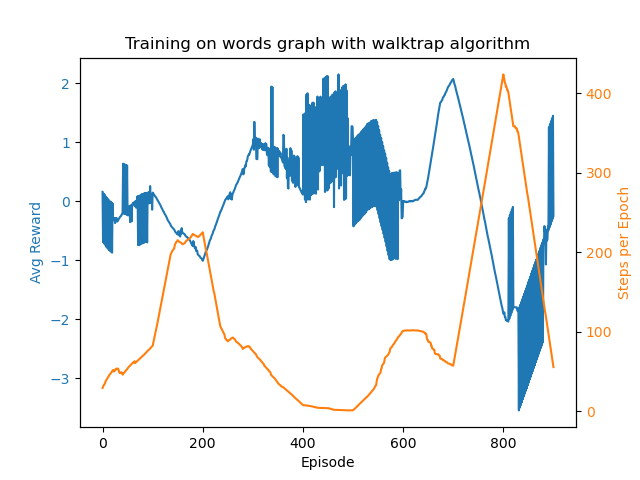 Training on words graph with walktrap algorithm
2
1
0
−1
−2
−3
Avg Reward
400
300
200
100
0
Steps per Epoch
0 200 400 600 800
Episode